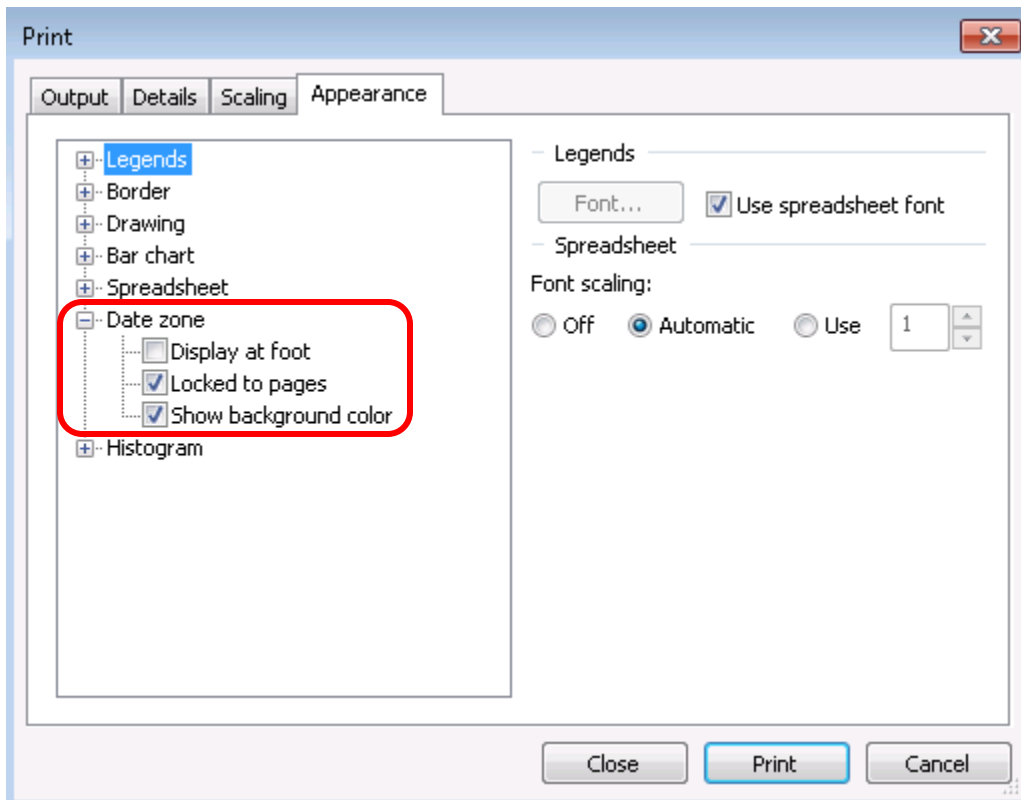 Print
Output Details Scaling Appearance
Legends
Border
Drawing
Bar chart
Spreadsheet
Date zone
Display at foot
Locked to pages
Show background color
Histogram
Legends
Font... Use spreadsheet font
Spreadsheet
Font scaling:
Off Automatic Use 1
Close Print Cancel